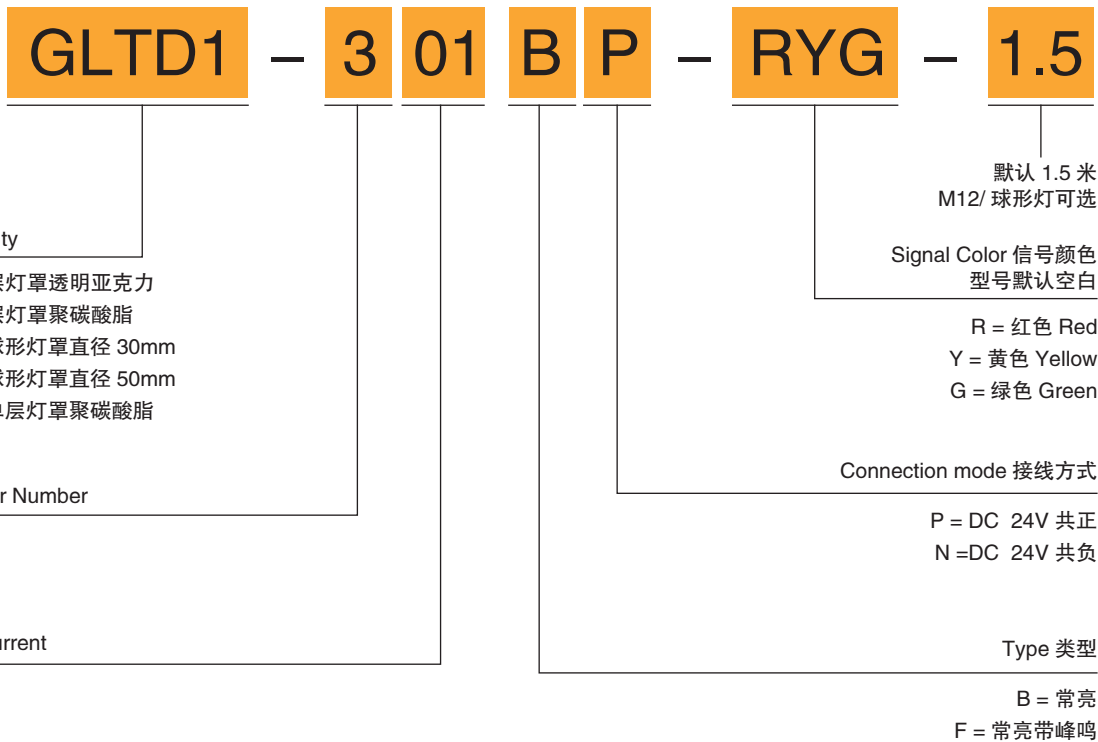 GLTD1 – 3 01 B P – RYG – 1.5
默认 1.5 米
M12/ 球形灯可选
Signal Color 信号颜色
型号默认空白
R = 红色 Red
Y = 黄色 Yellow
G = 绿色 Green
Connection mode 接线方式
P = DC 24V 共正
N =DC 24V 共负
Type 类型
B = 常亮
F = 常亮带峰鸣
灯罩透明亚克力
灯罩聚碳酸脂
形灯罩直径 30mm
形灯罩直径 50mm
层灯罩聚碳酸脂
Number